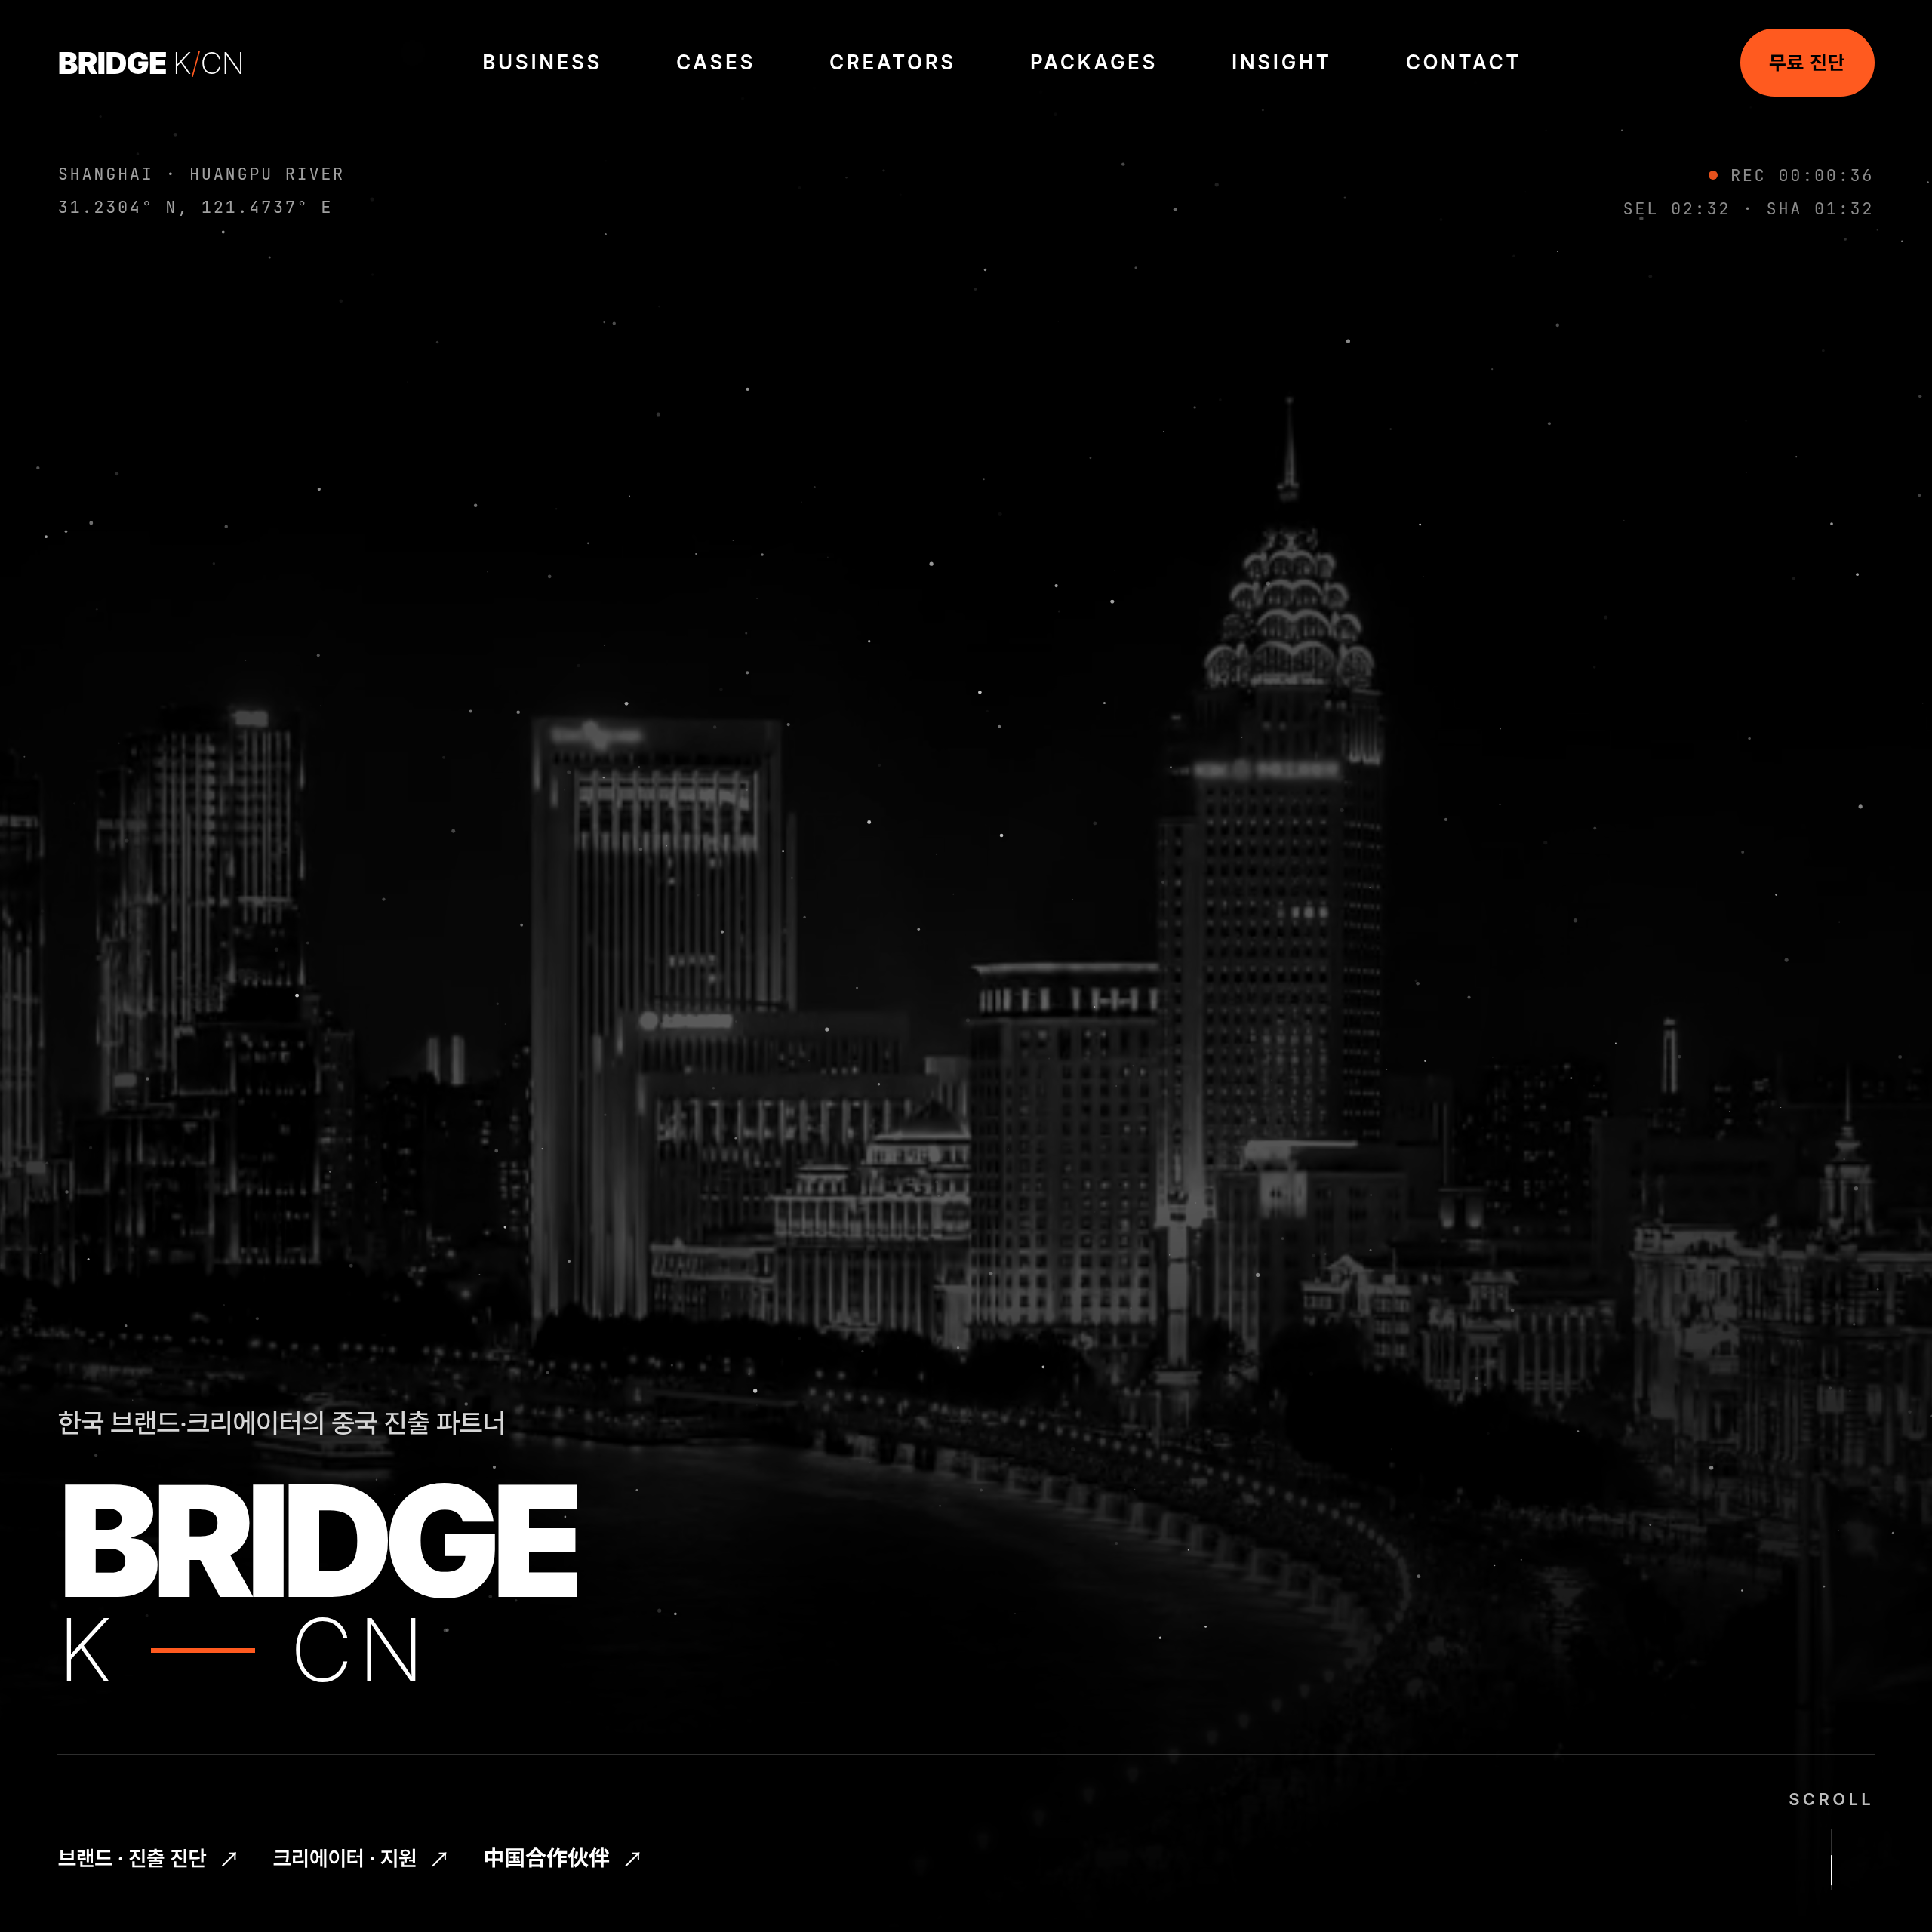 BRIDGE K/CN
BUSINESS
CASES
CREATORS
PACKAGES
INSIGHT
CONTACT
무료 진단
SHANGHAI · HUANGPU RIVER
31.2304° N, 121.4737° E
REC 00:00:36
SEL 02:32 · SHA 01:32
한국 브랜드·크리에이터의 중국 진출 파트너
BRIDGE
K — CN
SCROLL
브랜드 · 진출 진단 ↗
크리에이터 · 지원 ↗
中国合作伙伴 ↗